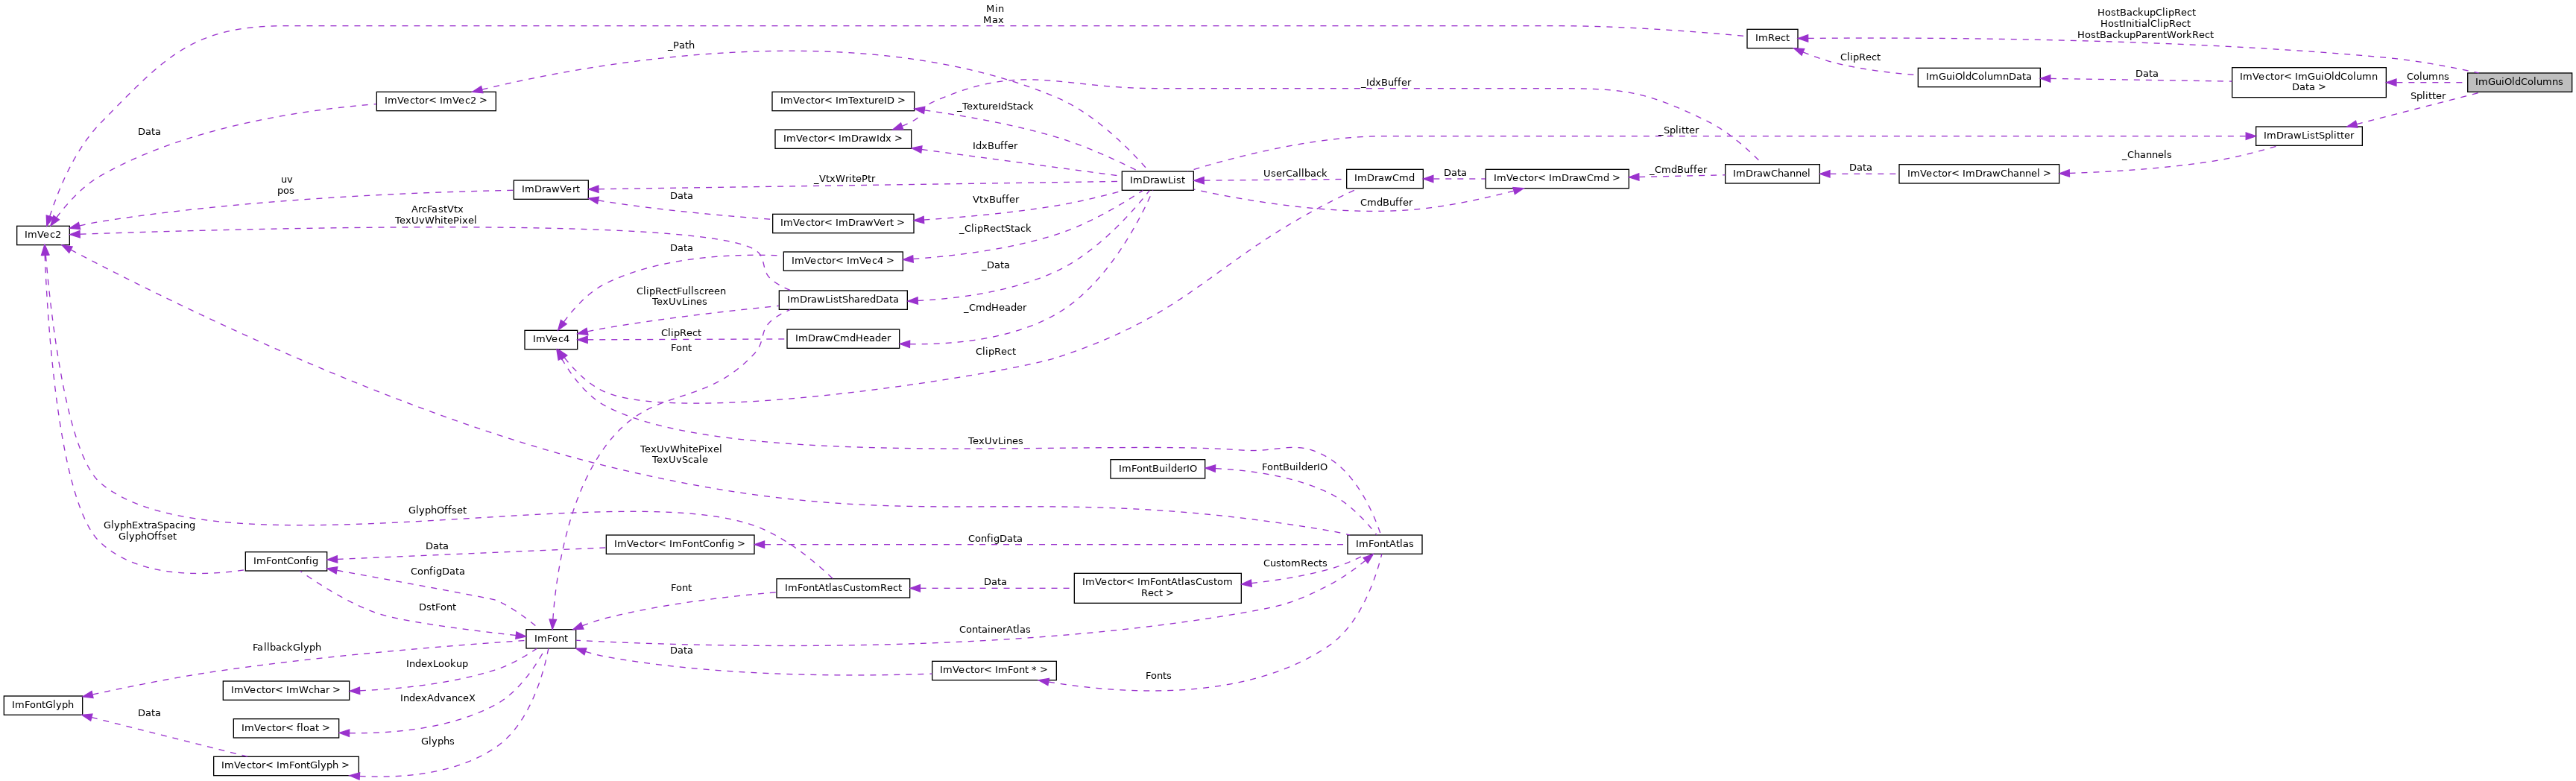 Min
Max
HostBackupClipRect
HostInitialClipRect
HostBackupParentWorkRect
ImRect
_Path
ClipRect
ImGuiOldColumnData
Data
ImVector< ImGuiOldColumn
Data >
Columns
ImGuiOldColumns
Splitter
_IdxBuffer
ImVector< ImVec2 >
ImVector< ImTextureID >
_TextureIdStack
Data
ImVector< ImDrawIdx >
IdxBuffer
_Splitter
ImDrawListSplitter
_Channels
uv
pos
ImDrawVert
_VtxWritePtr
ImDrawList
UserCallback
ImDrawCmd
Data
ImVector< ImDrawCmd >
_CmdBuffer
ImDrawChannel
Data
ImVector< ImDrawChannel >
Data
VtxBuffer
CmdBuffer
ArcFastVtx
TexUvWhitePixel
ImVector< ImDrawVert >
_ClipRectStack
ImVec2
Data
ImVector< ImVec4 >
_Data
ClipRectFullscreen
TexUvLines
ImDrawListSharedData
_CmdHeader
ImVec4
ClipRect
ImDrawCmdHeader
Font
ClipRect
TexUvLines
TexUvWhitePixel
TexUvScale
ImFontBuilderIO
FontBuilderIO
GlyphOffset
GlyphExtraSpacing
GlyphOffset
ImFontConfig
Data
ImVector< ImFontConfig >
ConfigData
ImFontAtlas
ConfigData
CustomRects
DstFont
Font
ImFontAtlasCustomRect
Data
ImVector< ImFontAtlasCustom
Rect >
ImFont
ContainerAtlas
FallbackGlyph
IndexLookup
Data
ImVector< ImFont * >
Fonts
ImVector< ImWchar >
IndexAdvanceX
ImFontGlyph
Data
ImVector< float >
Glyphs
ImVector< ImFontGlyph >